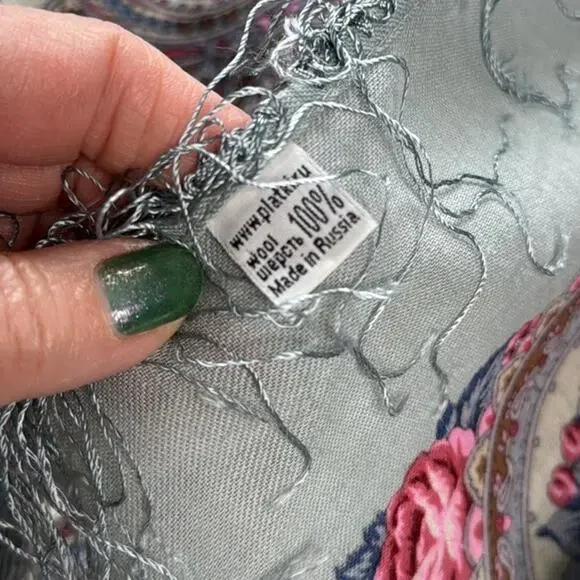 www.platki.ru
wool 100%
шерсть
Made in Russia